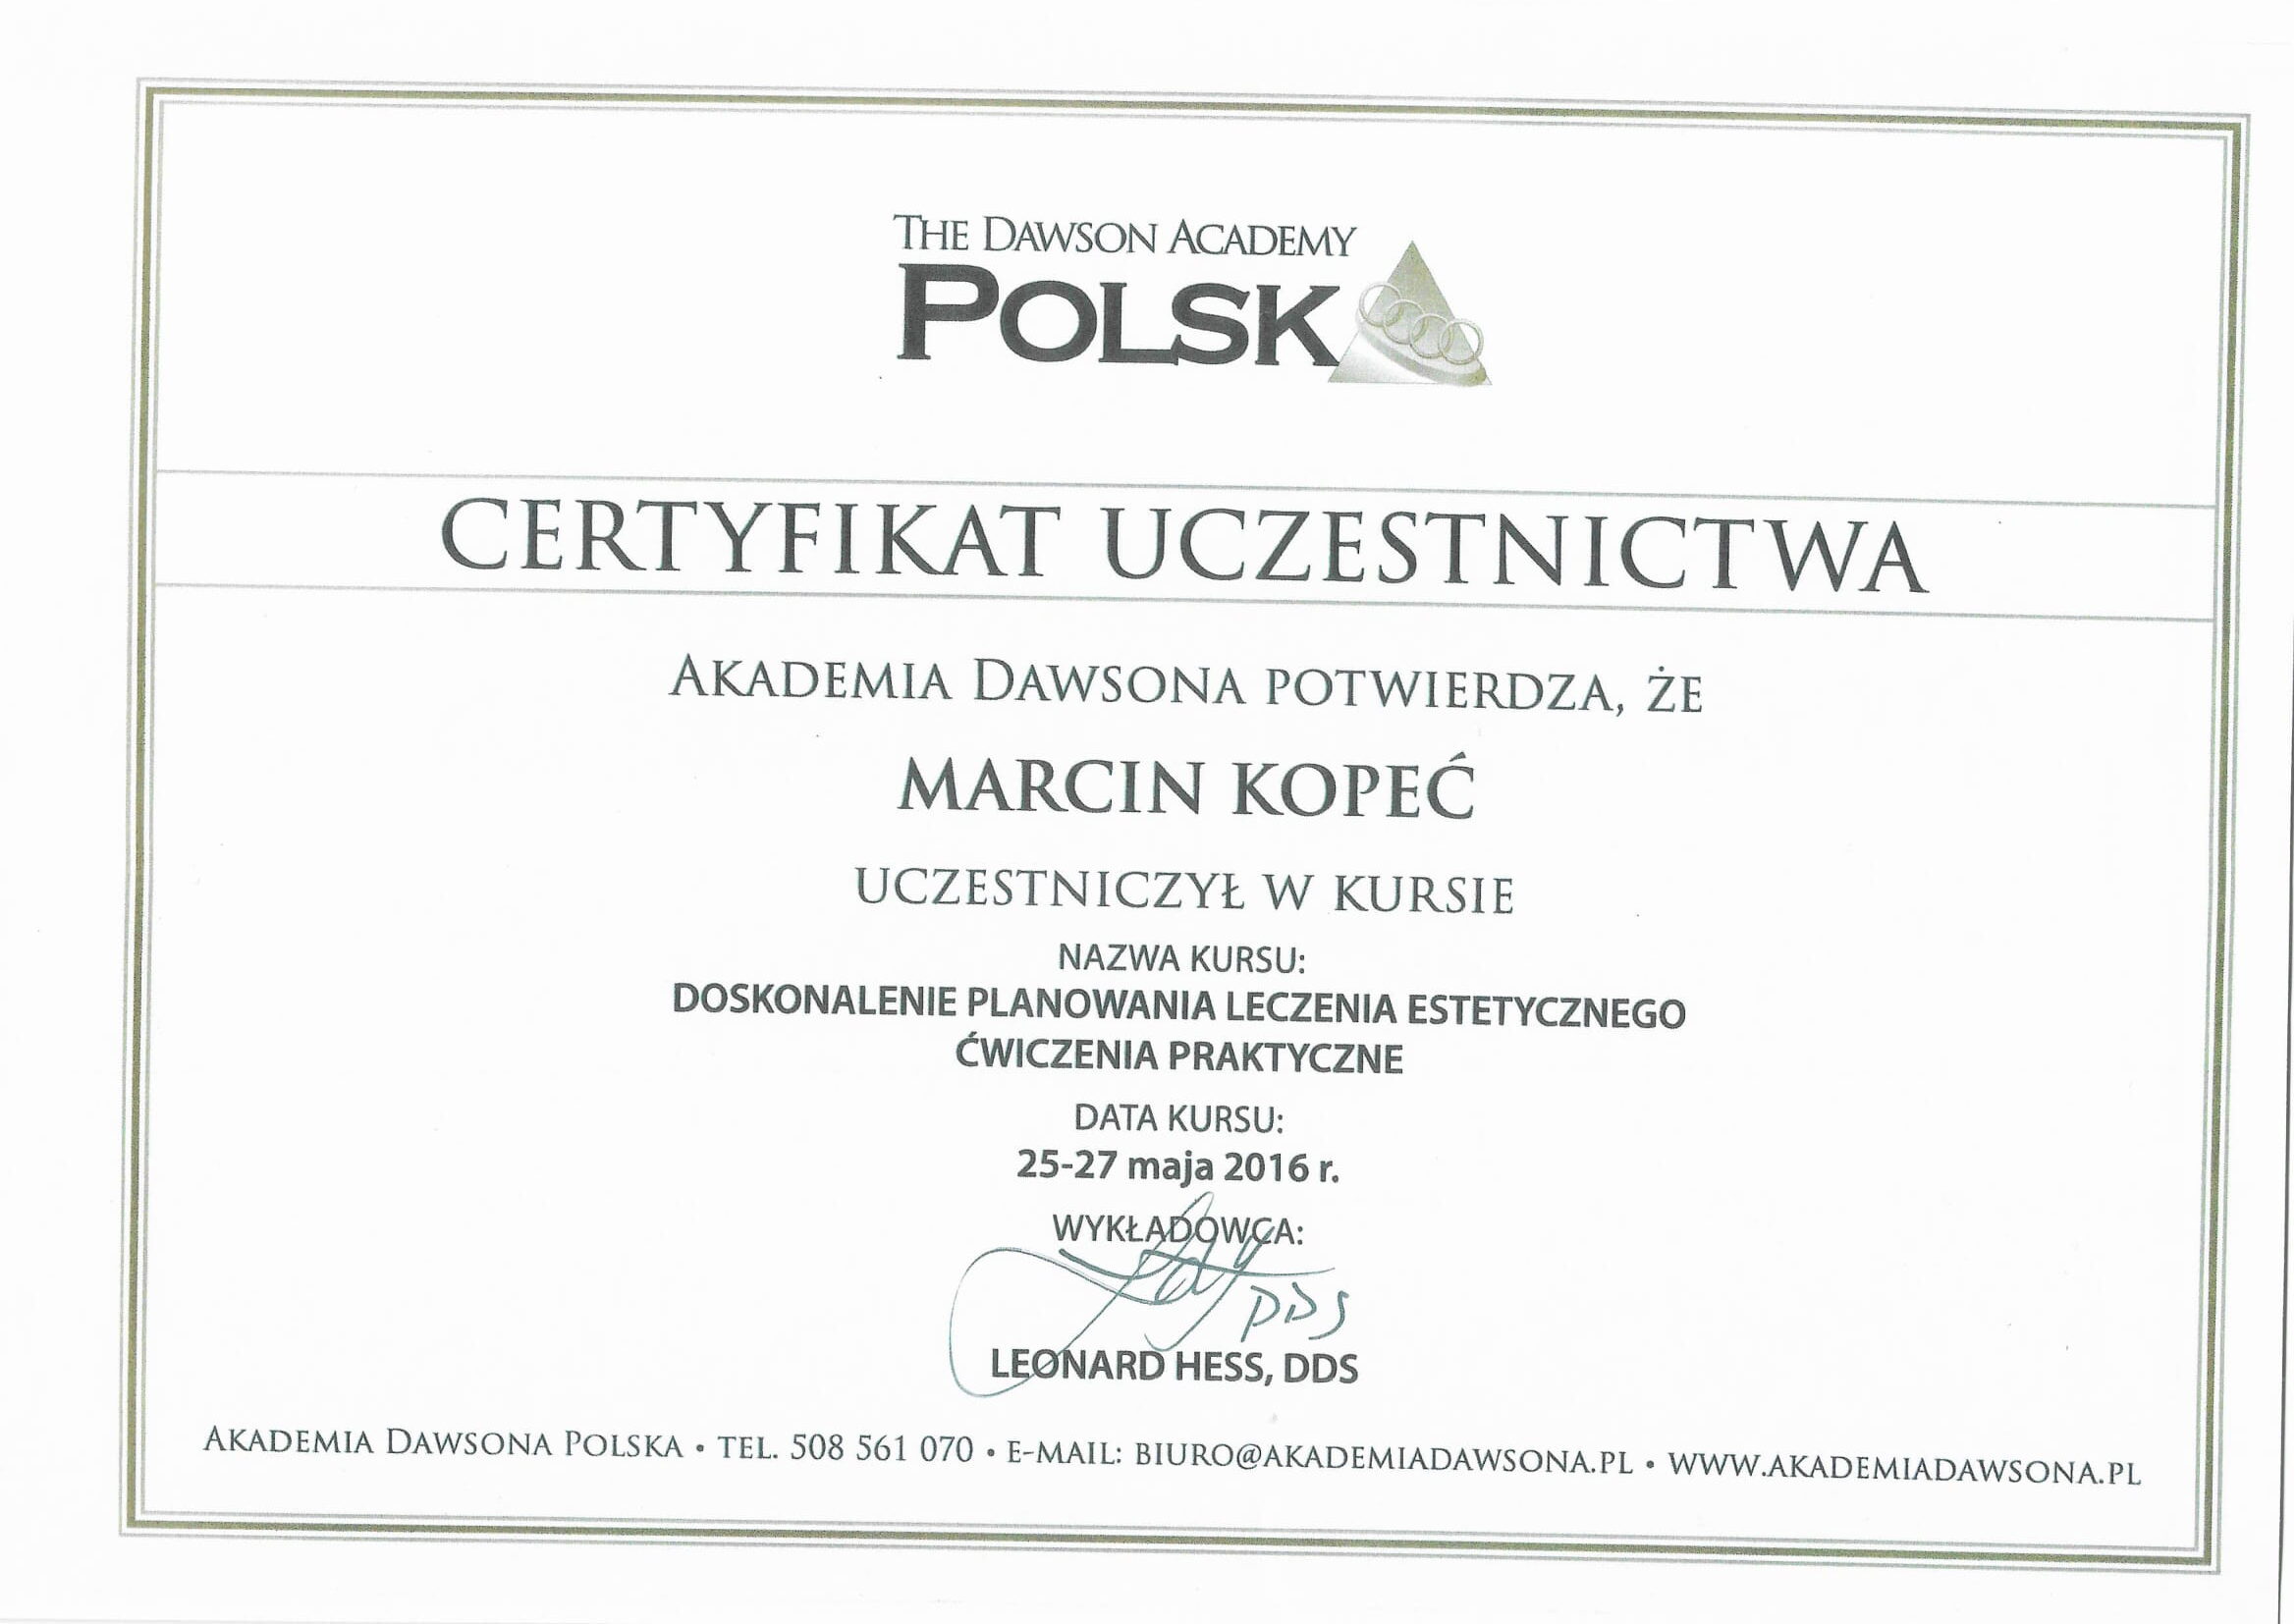 THE DAWSON ACADEMY
POLSKA
CERTYFIKAT UCZESTNICTWA
AKADEMIA DAWSONA POTWIERDZA, ŻE
MARCIN KOPEĆ
UCZESTNICZYŁ W KURSIE
NAZWA KURSU:
DOSKONALENIE PLANOWANIA LECZENIA ESTETYCZNEGO
ĆWICZENIA PRAKTYCZNE
DATA KURSU:
25-27 maja 2016 r.
WYKŁADOWCA:
DDS
LEONARD HESS, DDS
AKADEMIA DAWSONA POLSKA • TEL. 508 561 070 • E-MAIL: BIURO@AKADEMIADAWSONA.PL • WWW.AKADEMIADAWSONA.PL